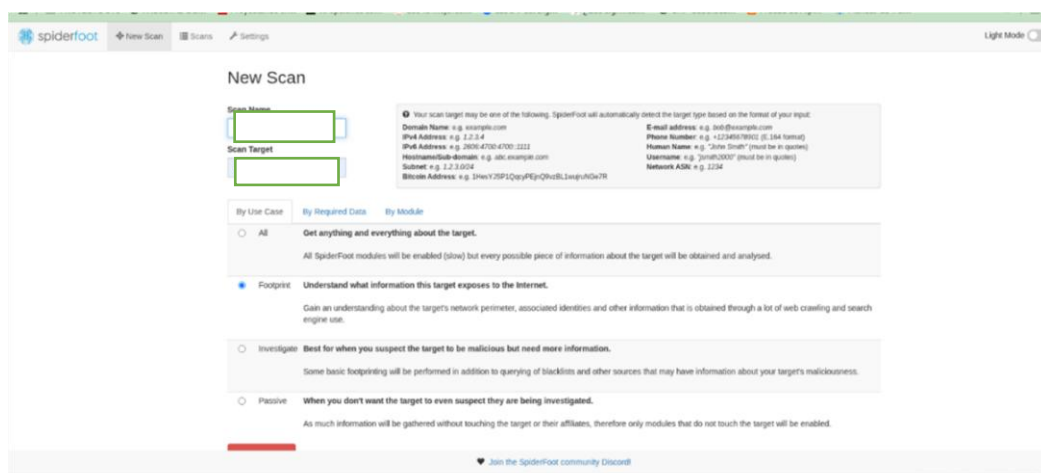 spiderfoot New Scan Scans Settings Light Mode
New Scan
Scan Name
Scan Target
Your scan target may be one of the following. SpiderFoot will automatically detect the target type based on the format of your input:
Domain Name: e.g. example.com
IPv4 Address: e.g. 1.2.3.4
IPv6 Address: e.g. 2606:4700:4700::1111
Hostname/Sub-domain: e.g. abc.example.com
Subnet: e.g. 1.2.3.0/24
Bitcoin Address: e.g.
E-mail address: e.g. bob@example.com
Phone Number: e.g. +12345678901 (E.164 format)
Human Name: e.g. "John Smith" (must be in quotes)
Username: e.g. "jsmith2000" (must be in quotes)
Network ASN: e.g. 1234
By Use Case By Required Data By Module
All Get anything and everything about the target.
All SpiderFoot modules will be enabled (slow) but every possible piece of information about the target will be obtained and analysed.
Footprint Understand what information this target exposes to the Internet.
Gain an understanding about the target's network perimeter, associated identities and other information that is obtained through a lot of web crawling and search
engine use.
Investigate Best for when you suspect the target to be malicious but need more information.
Some basic footprinting will be performed in addition to querying of blacklists and other sources that may have information about your target's maliciousness.
Passive When you don't want the target to even suspect they are being investigated.
As much information will be gathered without touching the target or their affiliates, therefore only modules that do not touch the target will be enabled.
Join the SpiderFoot community Discord!